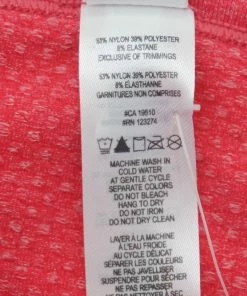 53% NYLON 39% POLYESTER
8% ELASTANE
EXCLUSIVE OF TRIMMINGS
53% NYLON 39% POLYESTER
8% ÉLASTHANNE
GARNITURES NON COMPRISES
#CA 19610
#RN 123274
MACHINE WASH IN
COLD WATER
AT GENTLE CYCLE
SEPARATE COLORS
DO NOT BLEACH
HANG TO DRY
DO NOT IRON
DO NOT DRY CLEAN
LAVER À LA MACHINE
À L'EAU FROIDE
AU CYCLE DÉLICAT
SÉPARER LES COULEURS
NE PAS JAVELLISER
SUSPENDRE POUR SÉCHER
NE PAS REPASSER